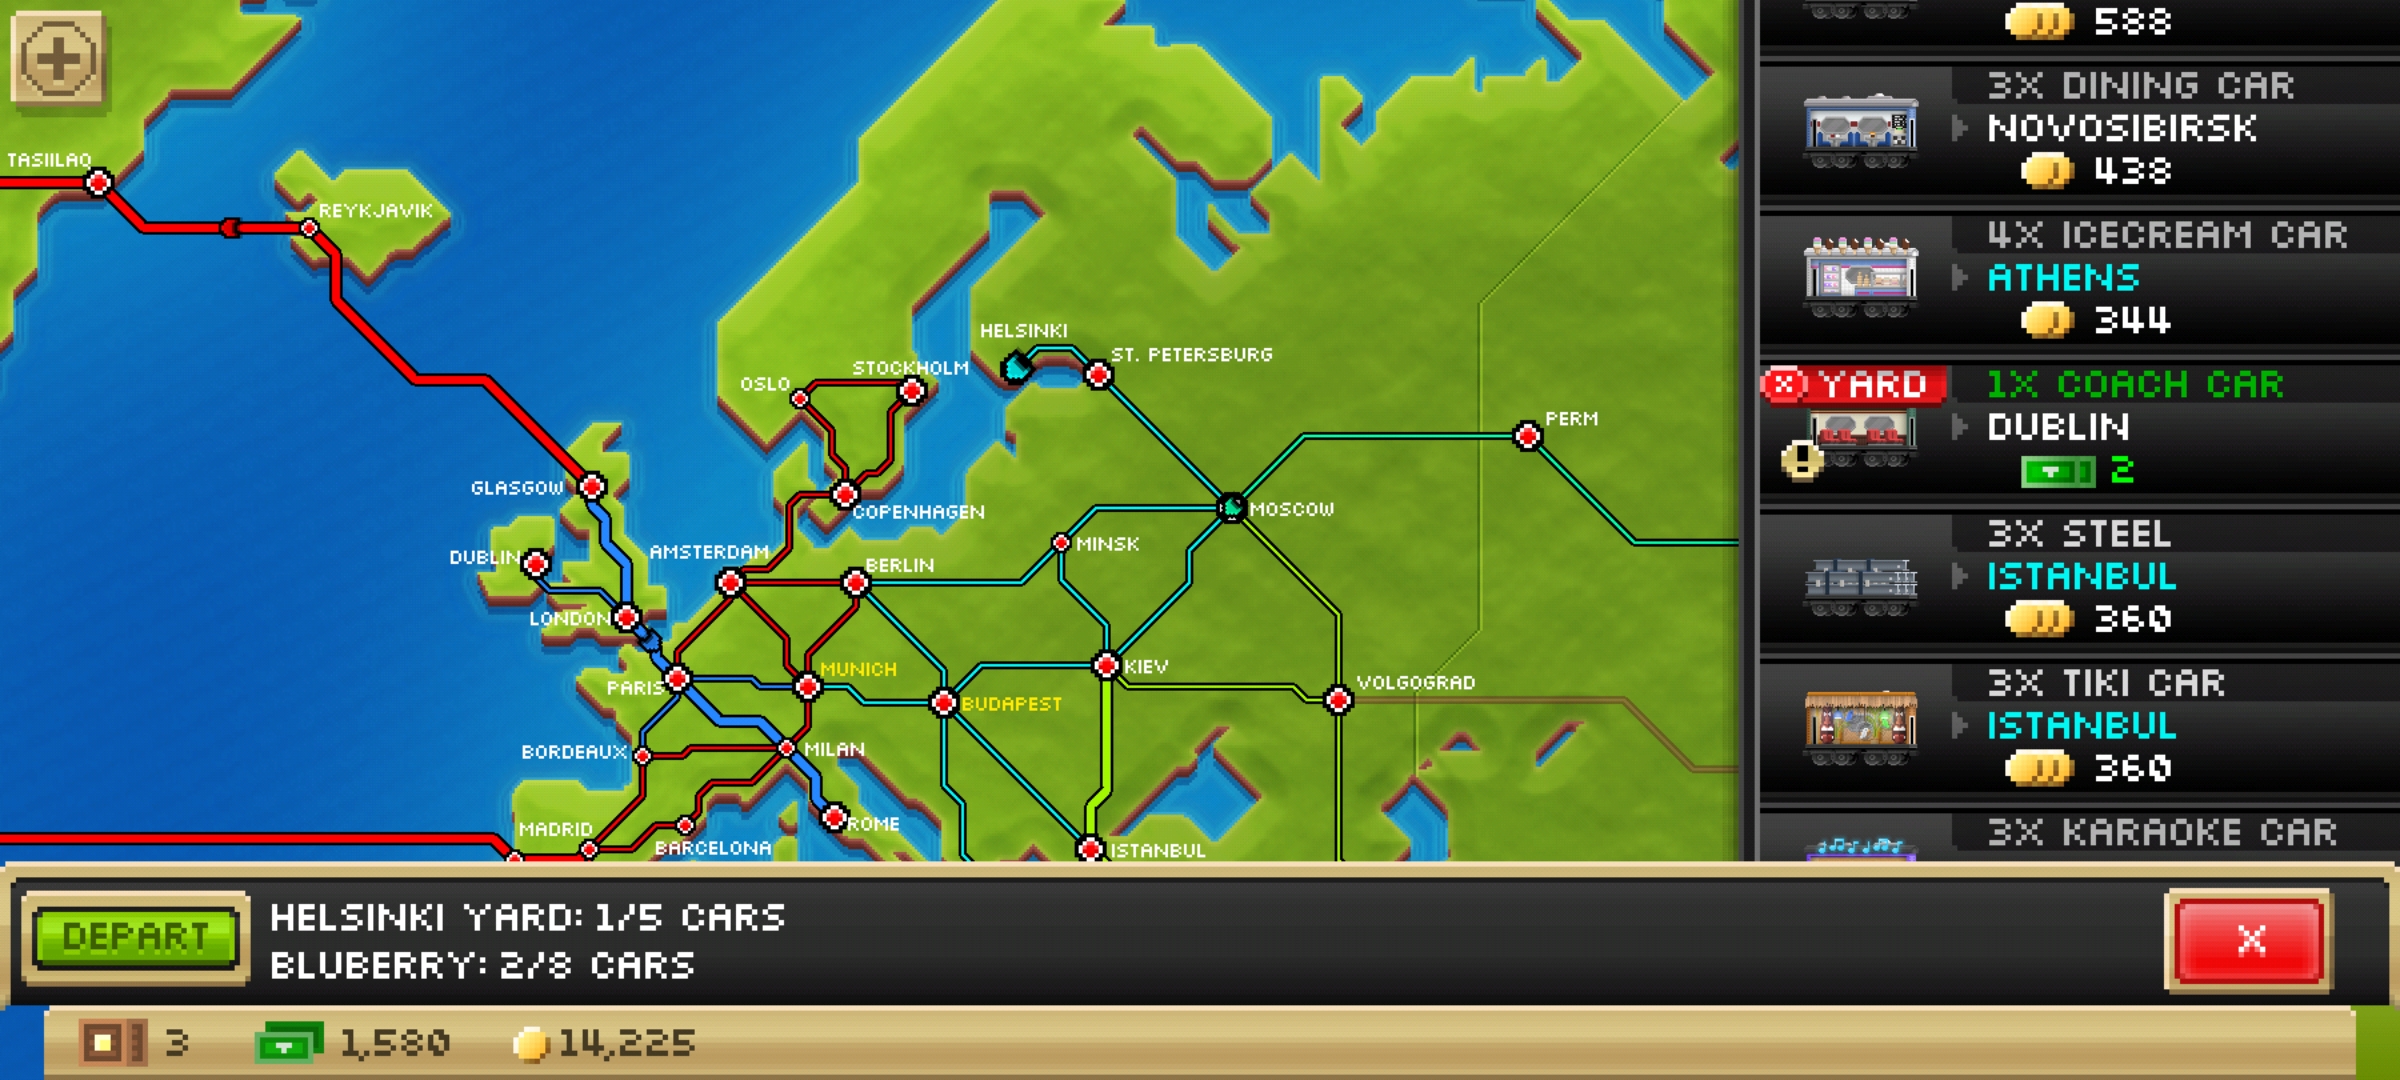 TASIILAQ
REYKJAVIK
HELSINKI
ST. PETERSBURG
STOCKHOLM
OSLO
PERM
GLASGOW
COPENHAGEN
MOSCOW
DUBLIN
AMSTERDAM
BERLIN
MINSK
LONDON
PARIS
MUNICH
KIEV
VOLGOGRAD
BUDAPEST
BORDEAUX
MILAN
MADRID
BARCELONA
ROME
ISTANBUL
588
3X DINING CAR
NOVOSIBIRSK
438
4X ICECREAM CAR
ATHENS
344
X YARD
1X COACH CAR
DUBLIN
! 2
3X STEEL
ISTANBUL
360
3X TIKI CAR
ISTANBUL
360
3X KARAOKE CAR
DEPART
HELSINKI YARD: 1/5 CARS
BLUBERRY: 2/8 CARS
X
3 1,580 14,225